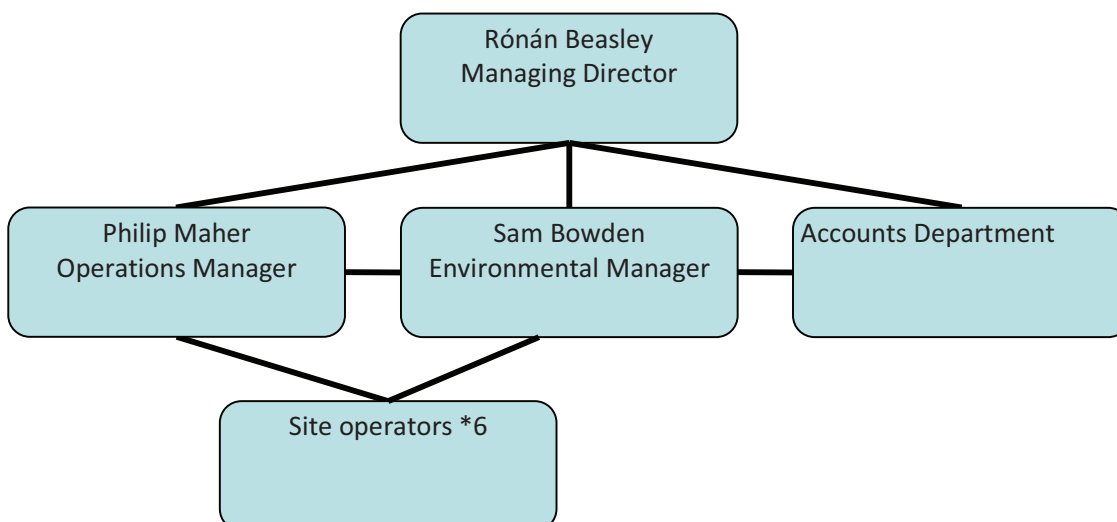 Rónán Beasley
Managing Director
Philip Maher
Operations Manager
Sam Bowden
Environmental Manager
Accounts Department
Site operators *6